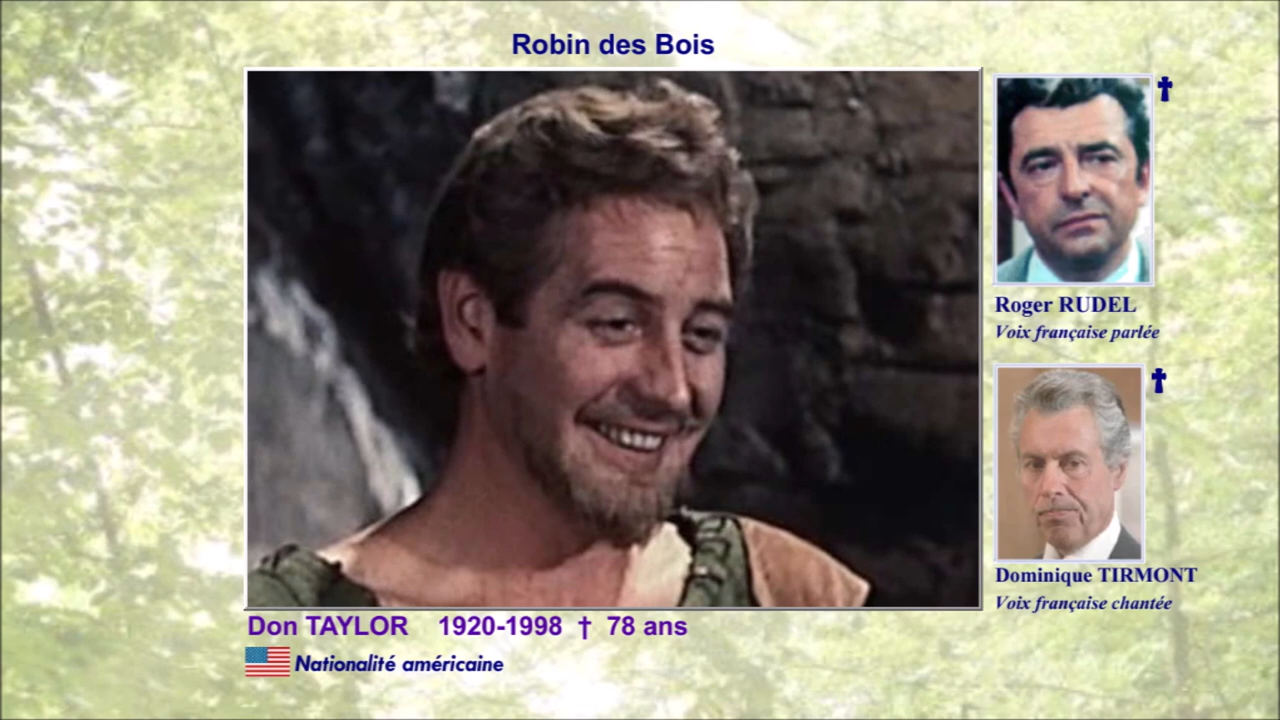 Robin des Bois
Roger RUDEL
Voix française parlée
Dominique TIRMONT
Voix française chantée
Don TAYLOR 1920-1998 † 78 ans
Nationalité américaine